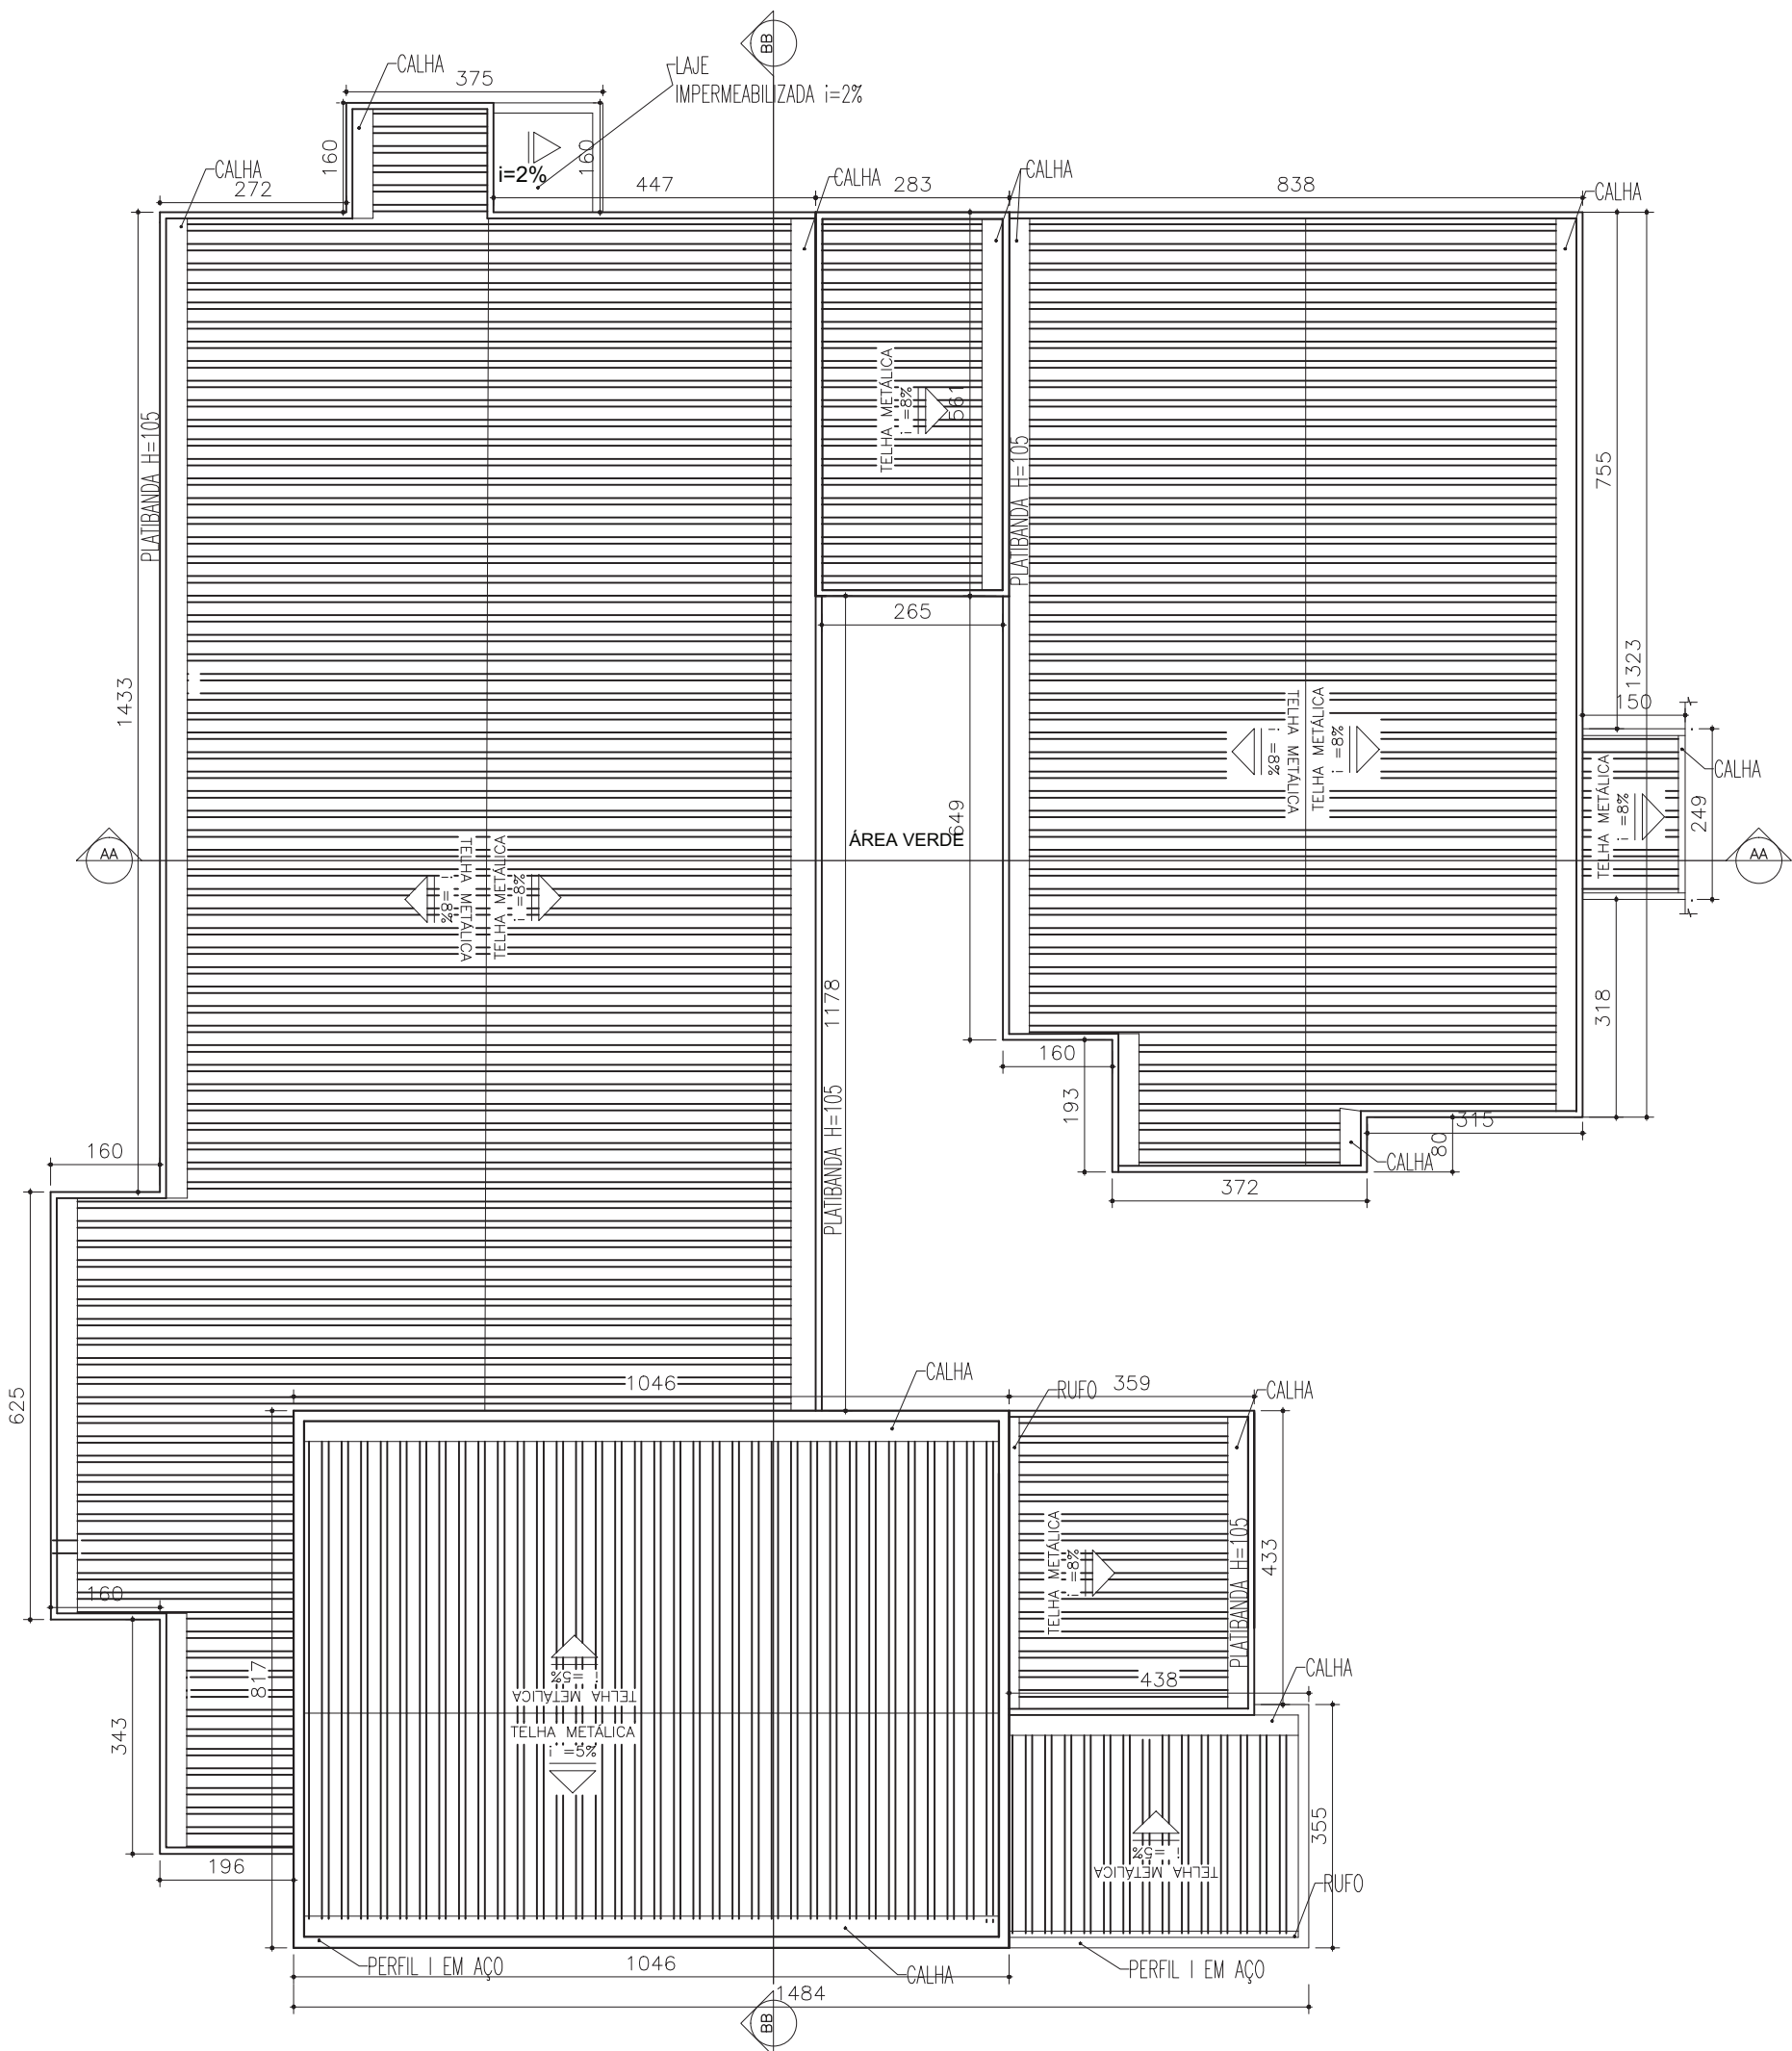 BB
CALHA
375
LAJE
IMPERMEABILIZADA i=2%
160
160
i=2%
CALHA
272
447
CALHA
283
CALHA
838
CALHA
PLATIBANDA H=105
TELHA METÁLICA
i =8%
561
PLATIBANDA H=105
755
1433
265
1323
150
TELHA METÁLICA
i =8%
TELHA METÁLICA
i =8%
CALHA
TELHA METÁLICA
i =8%
249
649
ÁREA VERDE
AA
AA
TELHA METÁLICA
i =8%
TELHA METÁLICA
i =8%
1178
318
160
193
315
80
CALHA
372
PLATIBANDA H=105
160
625
1046
CALHA
RUFO
359
CALHA
TELHA METÁLICA
i =8%
PLATIBANDA H=105
433
160
817
343
i =5%
TELHA METÁLICA
TELHA METÁLICA
i =5%
438
CALHA
355
i =5%
TELHA METÁLICA
RUFO
196
PERFIL I EM AÇO
1046
CALHA
PERFIL I EM AÇO
1484
BB